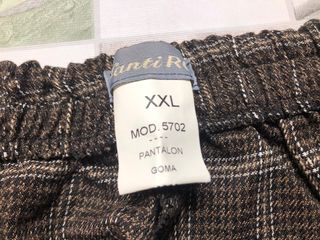 XXL
MOD. 5702
----
PANTALON
GOMA